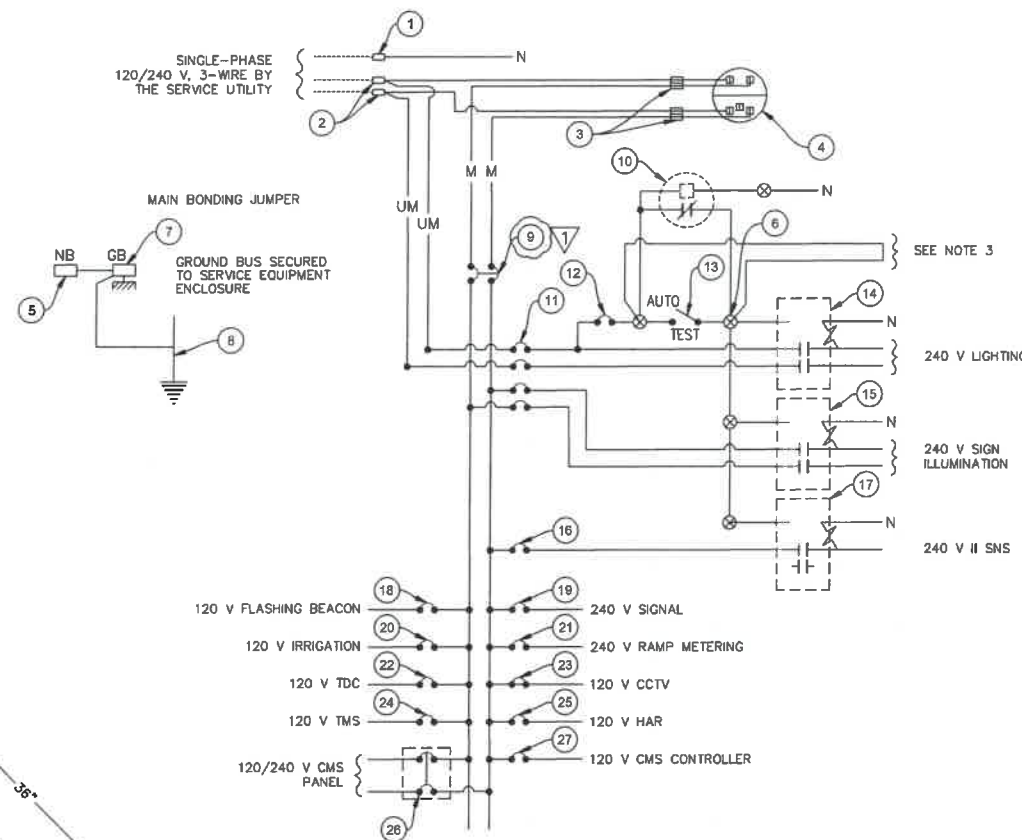 1
SINGLE-PHASE
120/240 V, 3-WIRE BY
THE SERVICE UTILITY
N
2
3
4
10
N
M M
UM
UM
MAIN BONDING JUMPER
NB GB
7
5
GROUND BUS SECURED
TO SERVICE EQUIPMENT
ENCLOSURE
8
9
1
6
SEE NOTE 3
12
13
AUTO
TEST
11
14
N
240 V LIGHTING
15
N
240 V SIGN
ILLUMINATION
17
N
16
240 V II SNS
18
120 V FLASHING BEACON
19
240 V SIGNAL
20
120 V IRRIGATION
21
240 V RAMP METERING
22
120 V TDC
23
120 V CCTV
24
120 V TMS
25
120 V HAR
27
120 V CMS CONTROLLER
120/240 V CMS
PANEL
26
36"